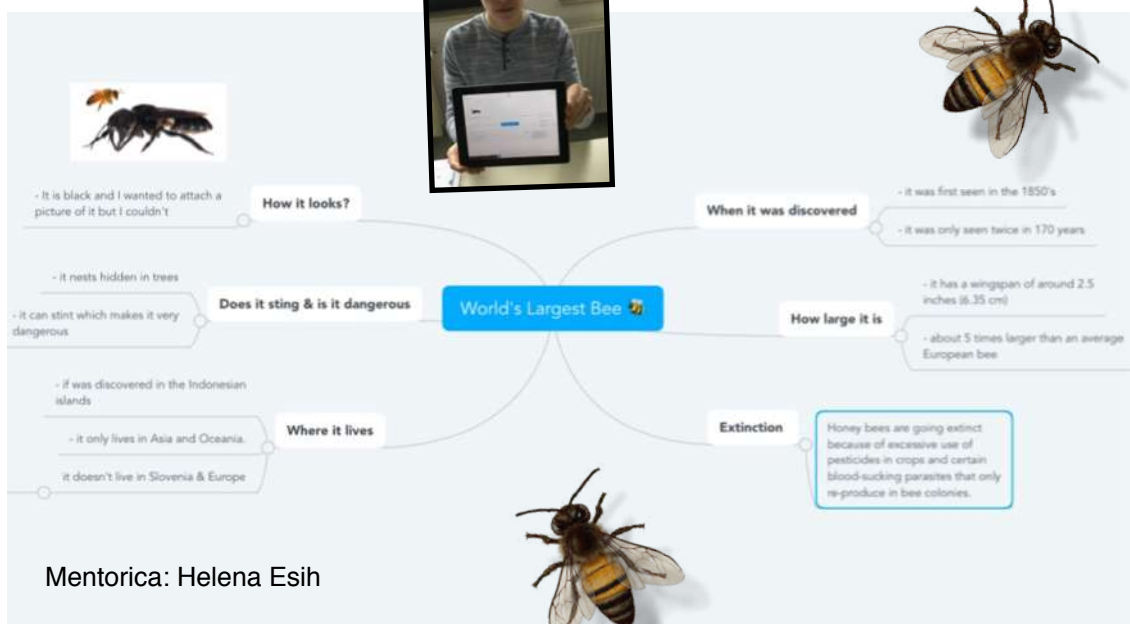 World's Largest Bee
How it looks?
- It is black and I wanted to attach a
picture of it but I couldn't
Does it sting & is it dangerous
- it nests hidden in trees
- it can stint which makes it very
dangerous
Where it lives
- if was discovered in the Indonesian
islands
- it only lives in Asia and Oceania.
it doesn't live in Slovenia & Europe
When it was discovered
- it was first seen in the 1850's
- it was only seen twice in 170 years
How large it is
- it has a wingspan of around 2.5
inches (6.35 cm)
- about 5 times larger than an average
European bee
Extinction
Honey bees are going extinct
because of excessive use of
pesticides in crops and certain
blood-sucking parasites that only
re-produce in bee colonies.
Mentorica: Helena Esih